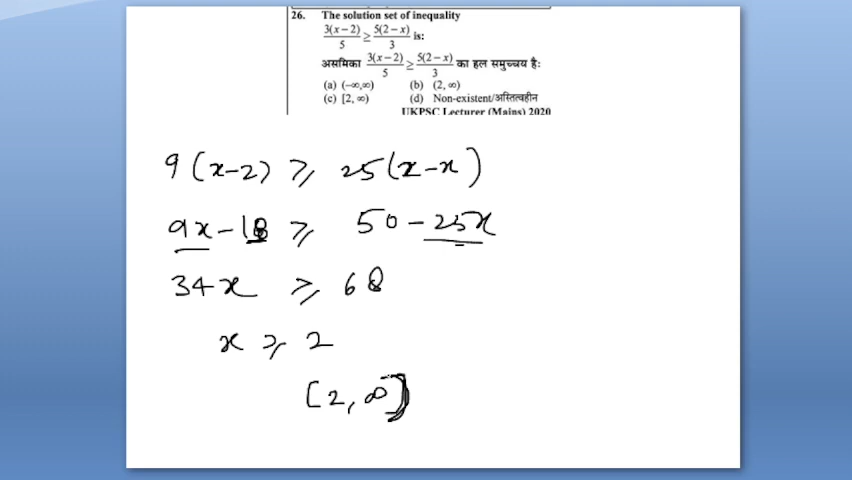 26. The solution set of inequality
3(x−2)/5 ≥ 5(2−x)/3 is:
असमिका 3(x−2)/5 ≥ 5(2−x)/3 का हल समुच्चय है:
(a) (−∞,∞) (b) (2, ∞)
(c) [2, ∞) (d) Non-existent/अस्तित्वहीन
UKPSC Lecturer (Mains) 2020
9(x-2) ≥ 25(2-x)
9x-18 ≥ 50-25x
34x ≥ 68
x ≥ 2
[2, ∞)